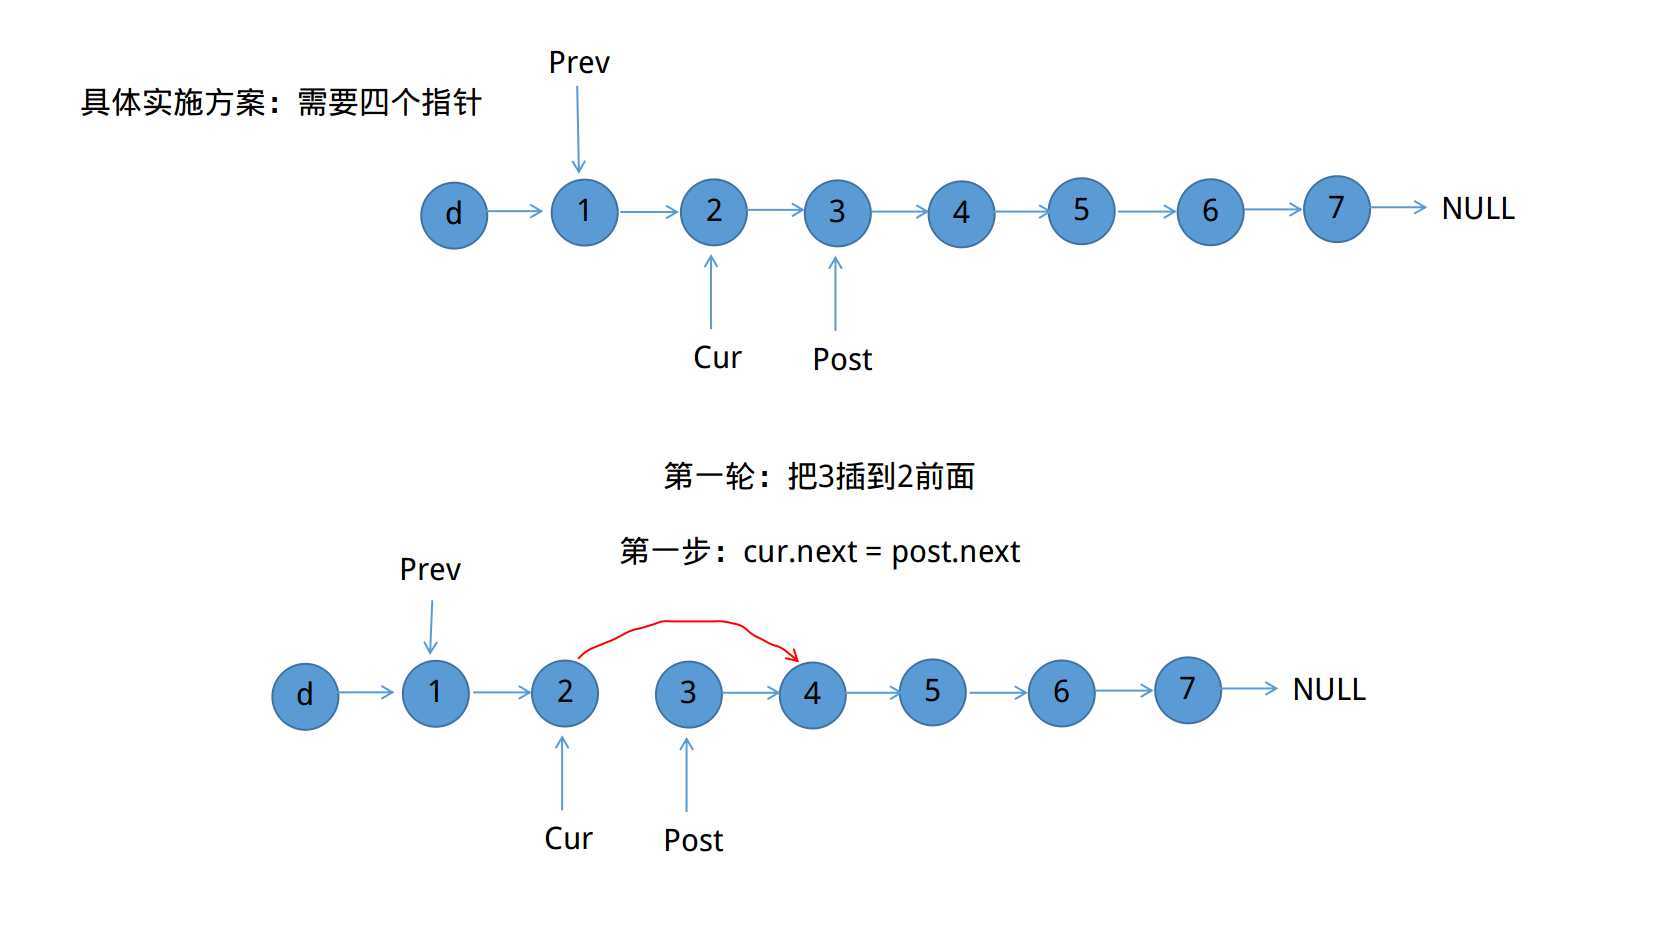 Prev
具体实施方案：需要四个指针
d 1 2 3 4 5 6 7 NULL
Cur Post
第一轮：把3插到2前面
第一步：cur.next = post.next
Prev
d 1 2 3 4 5 6 7 NULL
Cur Post